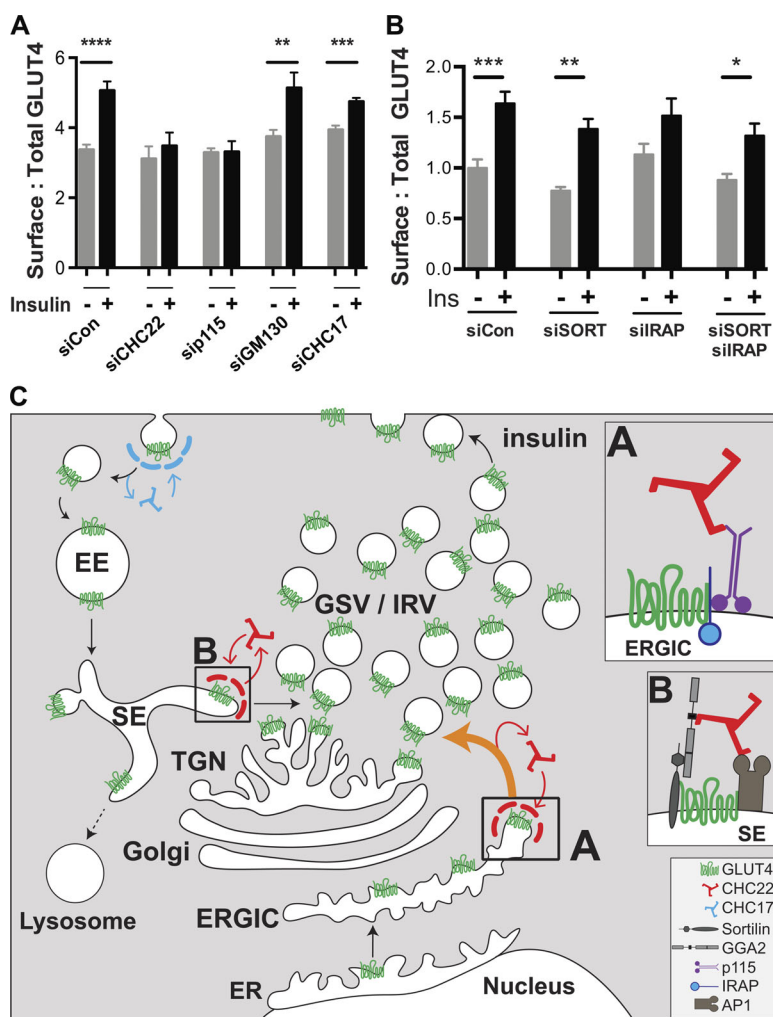 A
**** ** ***
Surface : Total GLUT4
6
4
2
0
Insulin - + - + - + - + - +
siCon siCHC22 sip115 siGM130 siCHC17
B
*** ** *
Surface : Total GLUT4
2.0
1.5
1.0
0.5
0.0
Ins - + - + - + - +
siCon siSORT siIRAP siSORT
siIRAP
C
insulin
EE
GSV / IRV
B
SE
TGN
Golgi
A
Lysosome
ERGIC
ER
Nucleus
A
ERGIC
B
SE
GLUT4
CHC22
CHC17
Sortilin
GGA2
p115
IRAP
AP1